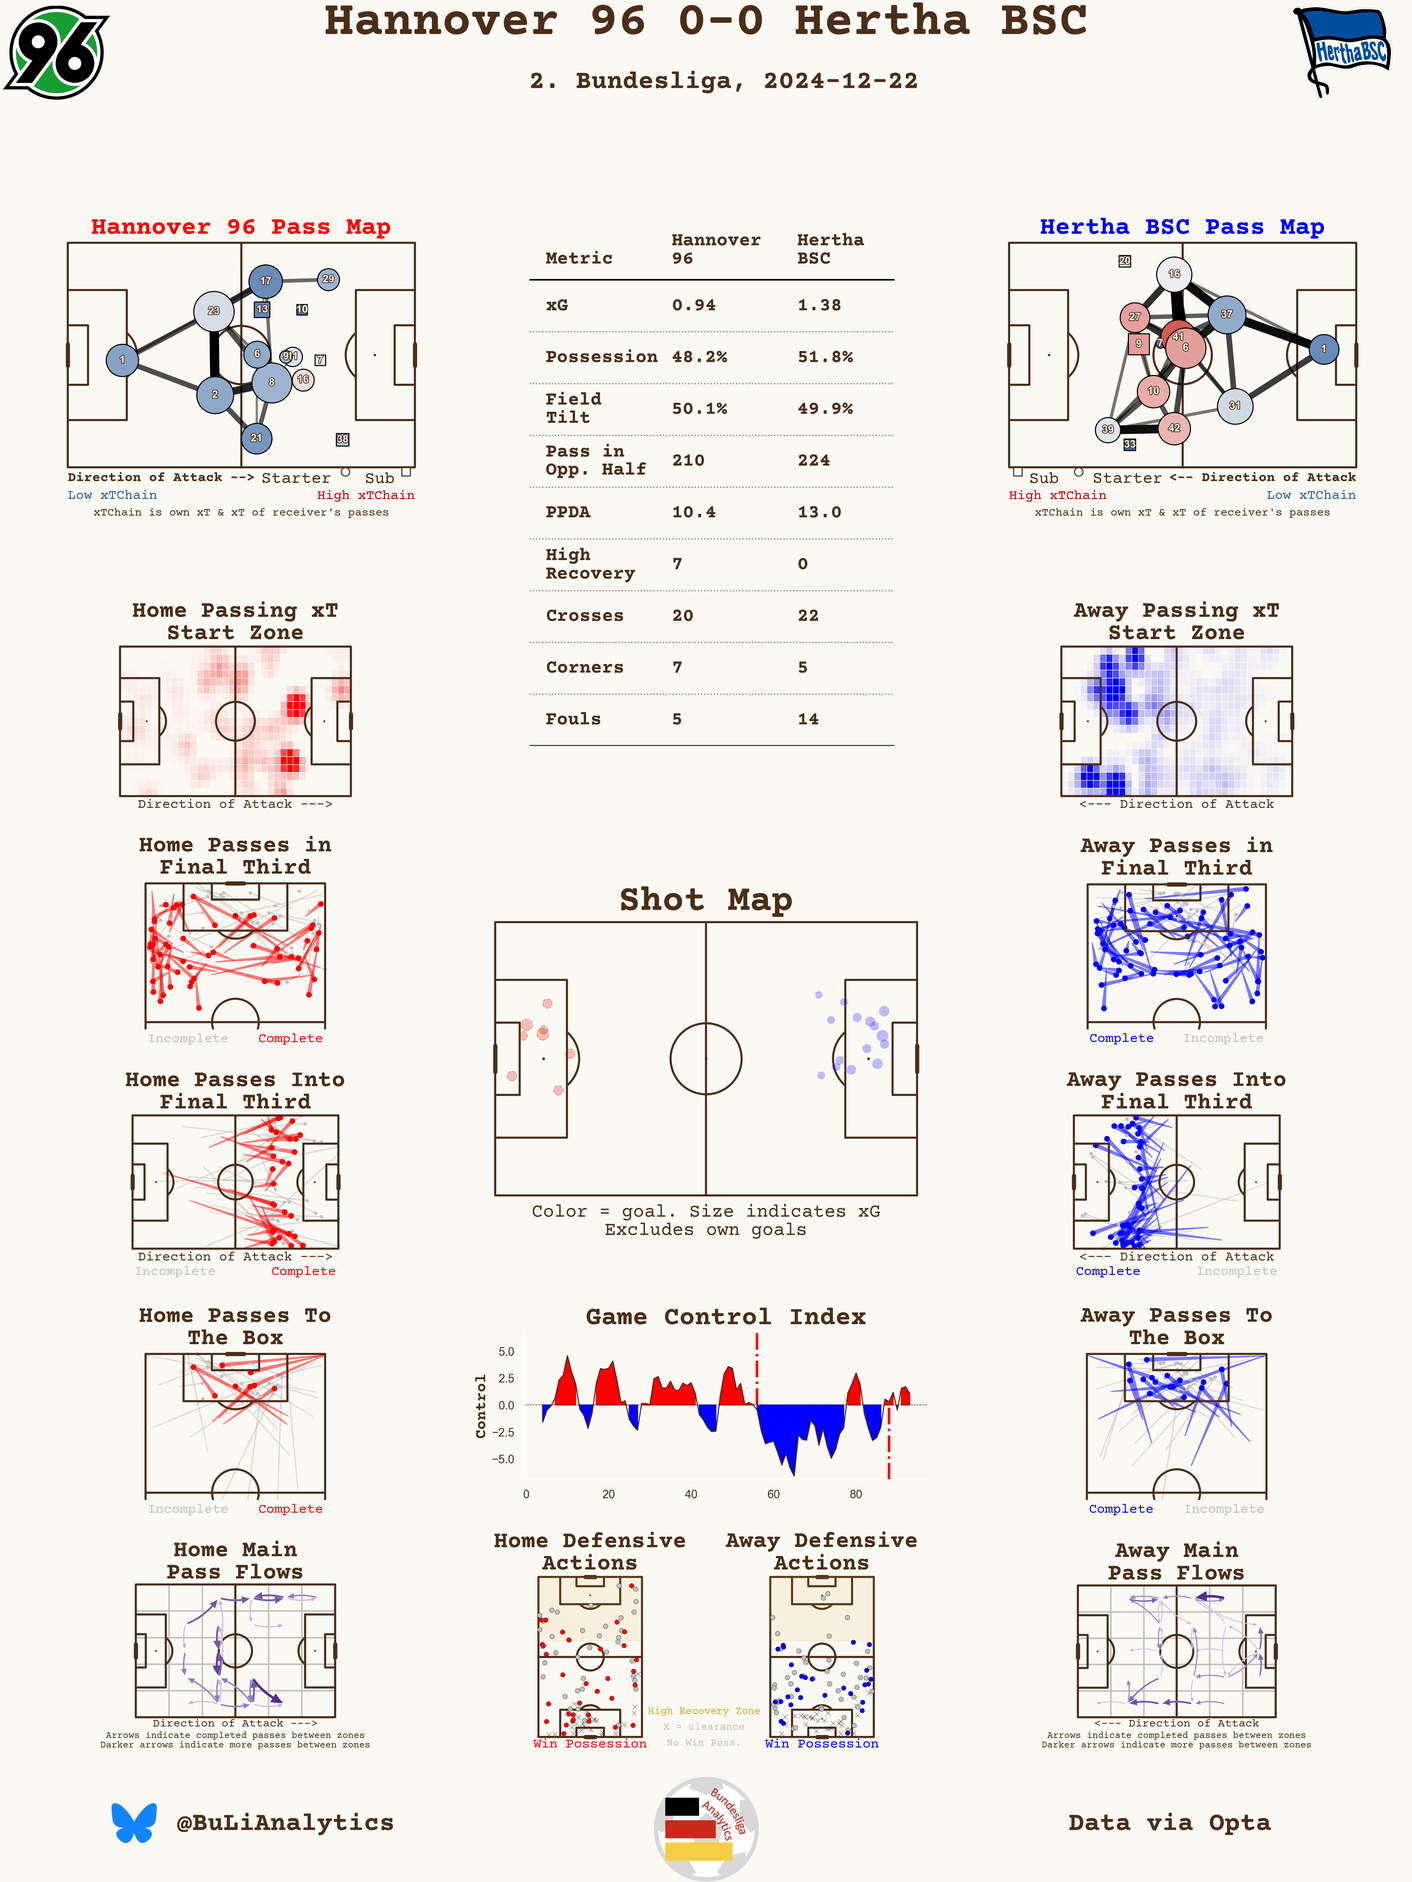 Hannover 96 0-0 Hertha BSC
2. Bundesliga, 2024-12-22
96
HerthaBSC
Hannover 96 Pass Map
17
29
23
13
10
6
9
1
7
16
8
2
21
38
Direction of Attack --> Starter Sub
Low xTChain High xTChain
xTChain is own xT & xT of receiver's passes
Metric Hannover 96 Hertha BSC
xG 0.94 1.38
Possession 48.2% 51.8%
Field
Tilt 50.1% 49.9%
Pass in
Opp. Half 210 224
PPDA 10.4 13.0
High
Recovery 7 0
Crosses 20 22
Corners 7 5
Fouls 5 14
Hertha BSC Pass Map
20
16
27
37
41
9
7
6
1
10
31
39
42
33
Sub Starter <-- Direction of Attack
High xTChain Low xTChain
xTChain is own xT & xT of receiver's passes
Home Passing xT
Start Zone
Direction of Attack --->
Away Passing xT
Start Zone
<--- Direction of Attack
Home Passes in
Final Third
Incomplete Complete
Away Passes in
Final Third
Complete Incomplete
Shot Map
Color = goal. Size indicates xG
Excludes own goals
Home Passes Into
Final Third
Direction of Attack --->
Incomplete Complete
Away Passes Into
Final Third
<--- Direction of Attack
Complete Incomplete
Home Passes To
The Box
Incomplete Complete
Game Control Index
Control
5.0
2.5
0.0
−2.5
−5.0
0 20 40 60 80
Away Passes To
The Box
Complete Incomplete
Home Main
Pass Flows
Direction of Attack --->
Arrows indicate completed passes between zones
Darker arrows indicate more passes between zones
Home Defensive
Actions
Win Possession
High Recovery Zone
X = clearance
No Win Poss.
Away Defensive
Actions
Win Possession
Away Main
Pass Flows
<--- Direction of Attack
Arrows indicate completed passes between zones
Darker arrows indicate more passes between zones
@BuLiAnalytics
Bundesliga
Analytics
Data via Opta